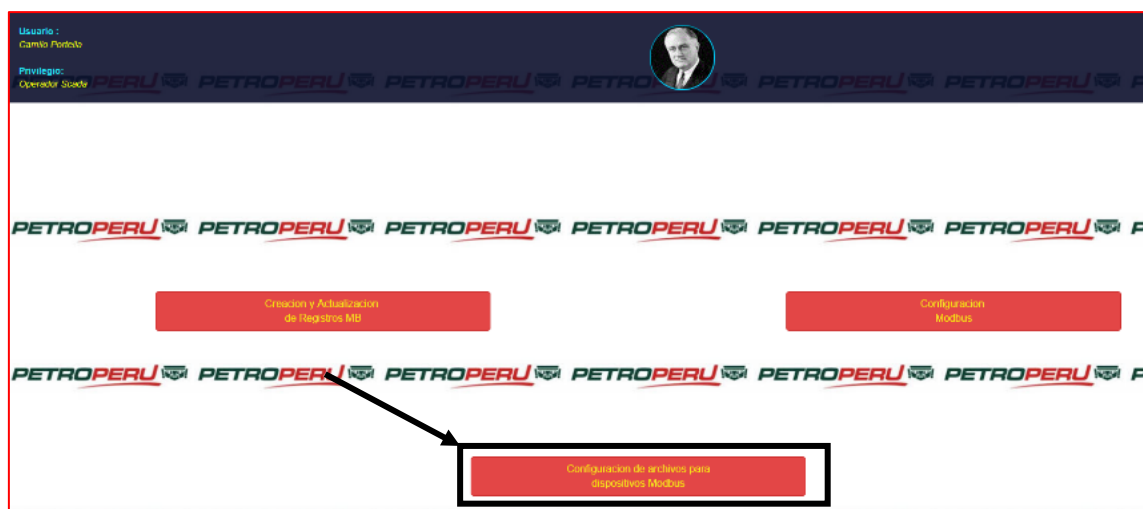 Usuario :
Camilo Portella
Privilegio:
Operador Scada
PETROPERU PETROPERU PETROPERU PETROPERU PETROPERU PETROPERU P
PETROPERU PETROPERU PETROPERU PETROPERU PETROPERU PETROPERU P
Creacion y Actualizacion
de Registros MB
Configuracion
Modbus
PETROPERU PETROPERU PETROPERU PETROPERU PETROPERU PETROPERU P
Configuracion de archivos para
dispositivos Modbus